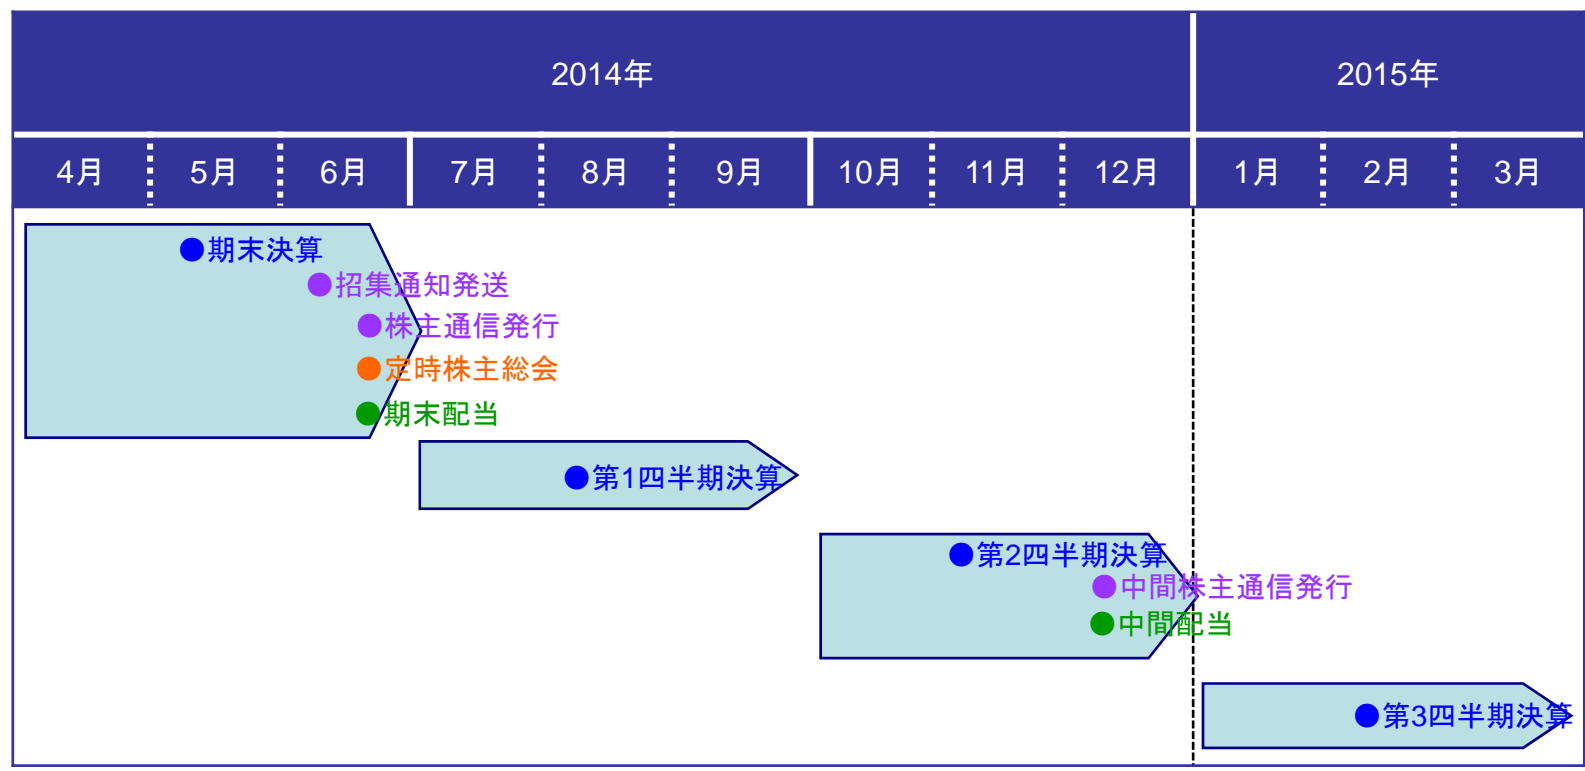 2014年 2015年
4月 5月 6月 7月 8月 9月 10月 11月 12月 1月 2月 3月
●期末決算
●招集通知発送
●株主通信発行
●定時株主総会
●期末配当
●第1四半期決算
●第2四半期決算
●中間株主通信発行
●中間配当
●第3四半期決算